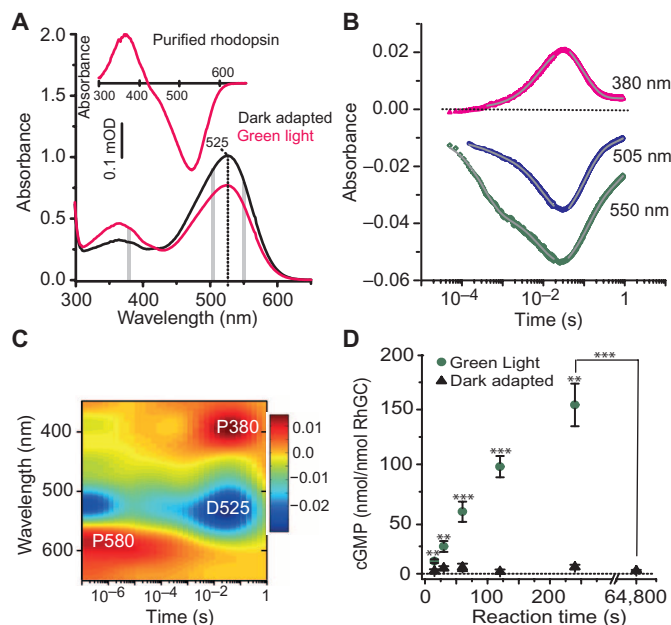 A
B
2.0
1.5
1.0
0.5
0.0
Absorbance
300 400 500 600
Wavelength (nm)
Purified rhodopsin
Absorbance
300 400 500 600
0.1 mOD
Dark adapted
Green light
525
0.02
0.00
−0.02
−0.04
−0.06
Absorbance
380 nm
505 nm
550 nm
10−4 10−2 1
Time (s)
C
D
400
500
600
Wavelength (nm)
P380
D525
P580
0.01
0.00
−0.01
−0.02
10−6 10−4 10−2 1
Time (s)
200
150
100
50
0
cGMP (nmol/nmol RhGC)
Green Light
Dark adapted
**
**
***
***
**
***
0 100 200 64,800
Reaction time (s)